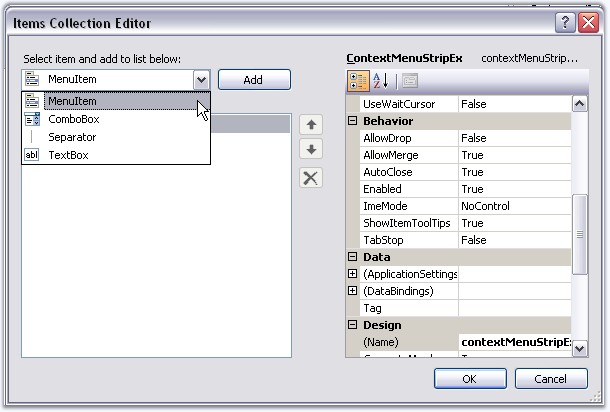 Items Collection Editor
Select item and add to list below:
MenuItem
Add
MenuItem
ComboBox
Separator
abl TextBox
ContextMenuStripEx contextMenuStrip...
UseWaitCursor False
Behavior
AllowDrop False
AllowMerge True
AutoClose True
Enabled True
ImeMode NoControl
ShowItemToolTips True
TabStop False
Data
(ApplicationSettings
(DataBindings)
Tag
Design
(Name) contextMenuStripEx
OK Cancel